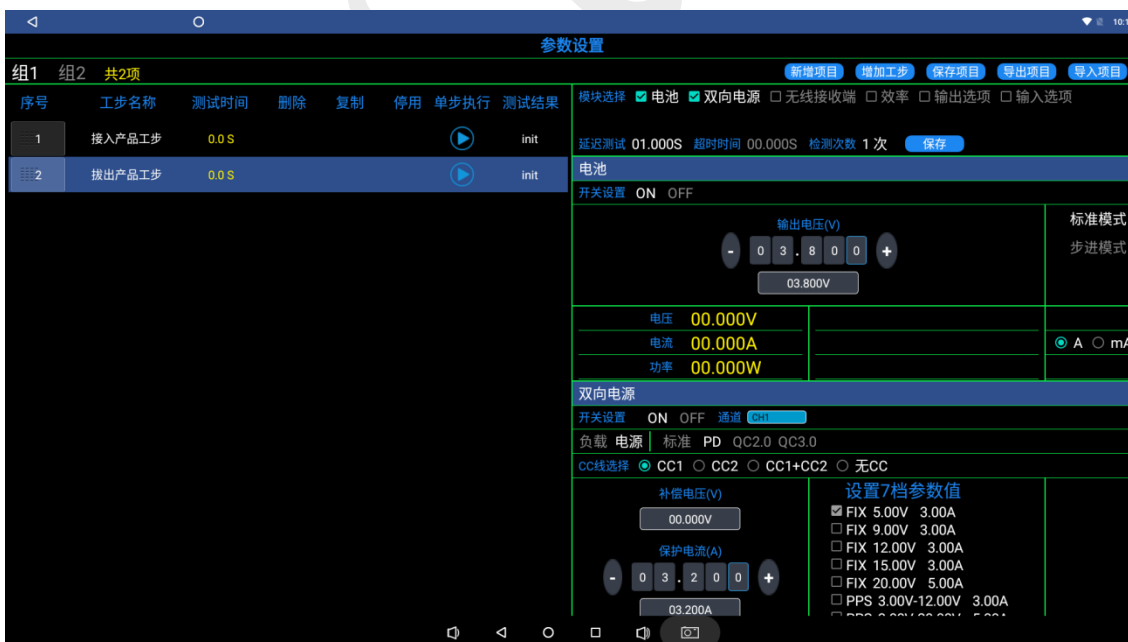 10:1
参数设置
组1 组2 共2项 新增项目 增加工步 保存项目 导出项目 导入项目
序号 工步名称 测试时间 删除 复制 停用 单步执行 测试结果
1 接入产品工步 0.0 S init
2 拔出产品工步 0.0 S init
模块选择 电池 双向电源 无线接收端 效率 输出选项 输入选项
延迟测试 01.000S 超时时间 00.000S 检测次数 1 次 保存
电池
开关设置 ON OFF
输出电压(V) 标准模式
- 0 3 . 8 0 0 + 步进模式
03.800V
电压 00.000V
电流 00.000A A mA
功率 00.000W
双向电源
开关设置 ON OFF 通道 CH1
负载 电源 标准 PD QC2.0 QC3.0
CC线选择 CC1 CC2 CC1+CC2 无CC
补偿电压(V)
00.000V
保护电流(A)
- 0 3 . 2 0 0 +
03.200A
设置7档参数值
FIX 5.00V 3.00A
FIX 9.00V 3.00A
FIX 12.00V 3.00A
FIX 15.00V 3.00A
FIX 20.00V 5.00A
PPS 3.00V-12.00V 3.00A